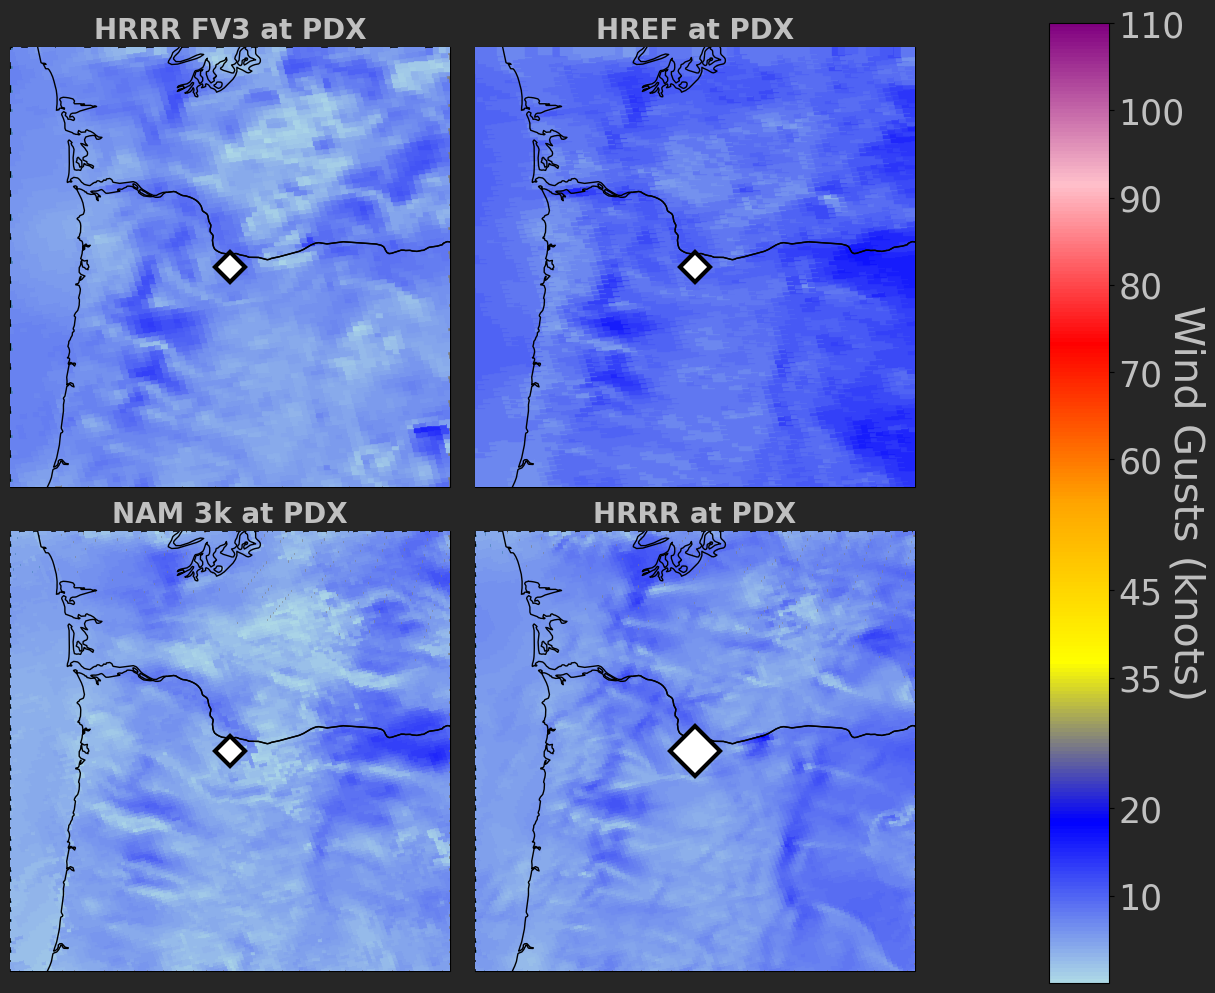 HRRR FV3 at PDX
HREF at PDX
NAM 3k at PDX
HRRR at PDX
110
100
90
80
70
60
45
35
20
10
Wind Gusts (knots)